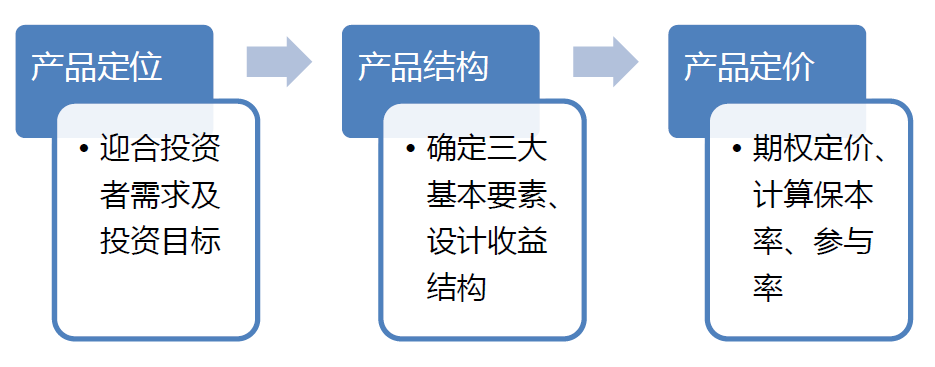 产品定位
• 迎合投资
者需求及
投资目标
产品结构
• 确定三大
基本要素、
设计收益
结构
产品定价
• 期权定价、
计算保本
率、参与
率